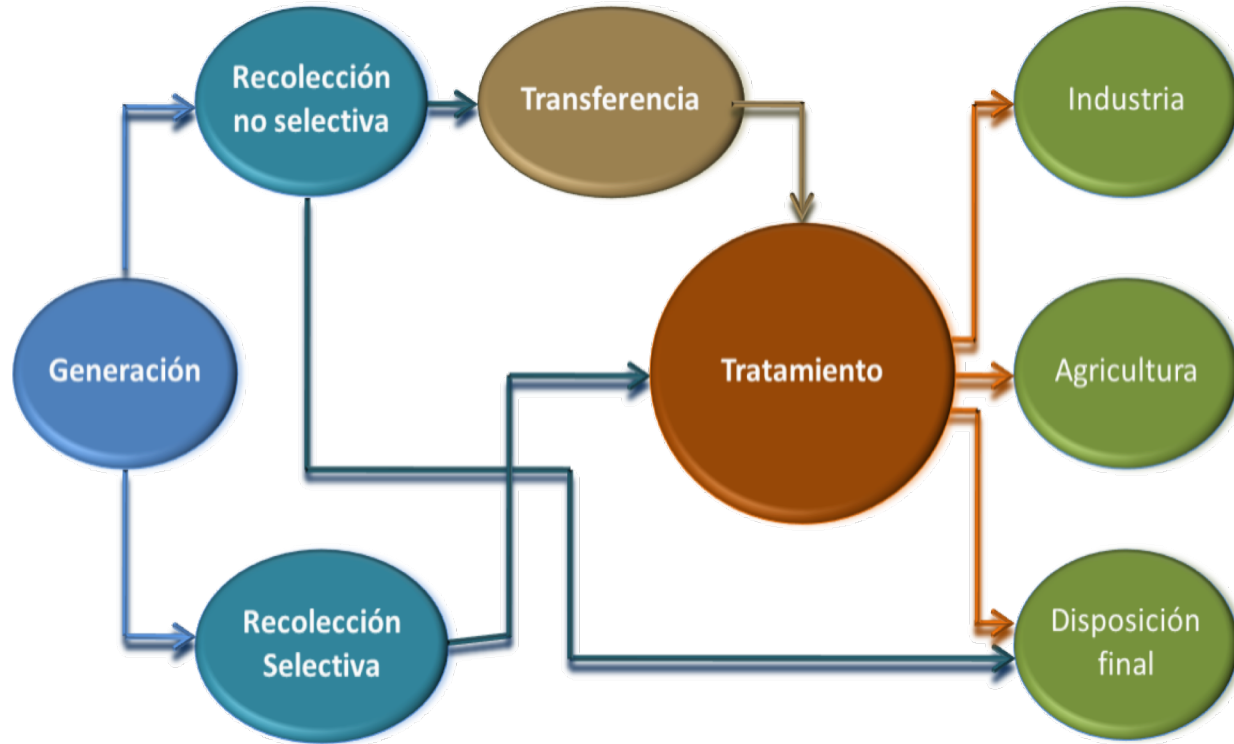 Recolección
no selectiva
Transferencia
Industria
Generación
Tratamiento
Agricultura
Recolección
Selectiva
Disposición
final